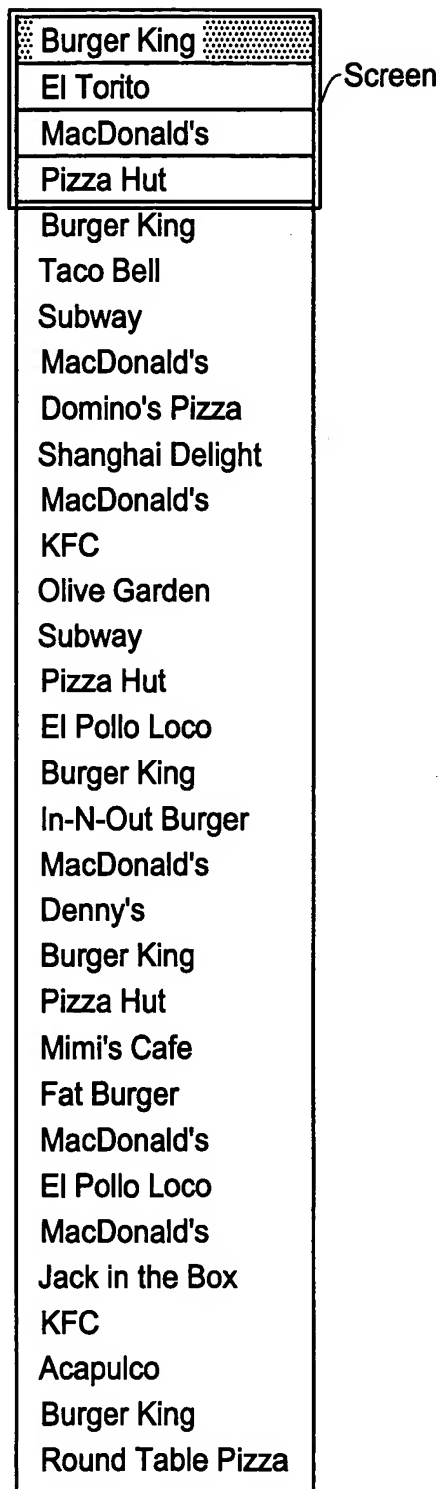 Burger King
El Torito
Screen
MacDonald's
Pizza Hut
Burger King
Taco Bell
Subway
MacDonald's
Domino's Pizza
Shanghai Delight
MacDonald's
KFC
Olive Garden
Subway
Pizza Hut
El Pollo Loco
Burger King
In-N-Out Burger
MacDonald's
Denny's
Burger King
Pizza Hut
Mimi's Cafe
Fat Burger
MacDonald's
El Pollo Loco
MacDonald's
Jack in the Box
KFC
Acapulco
Burger King
Round Table Pizza